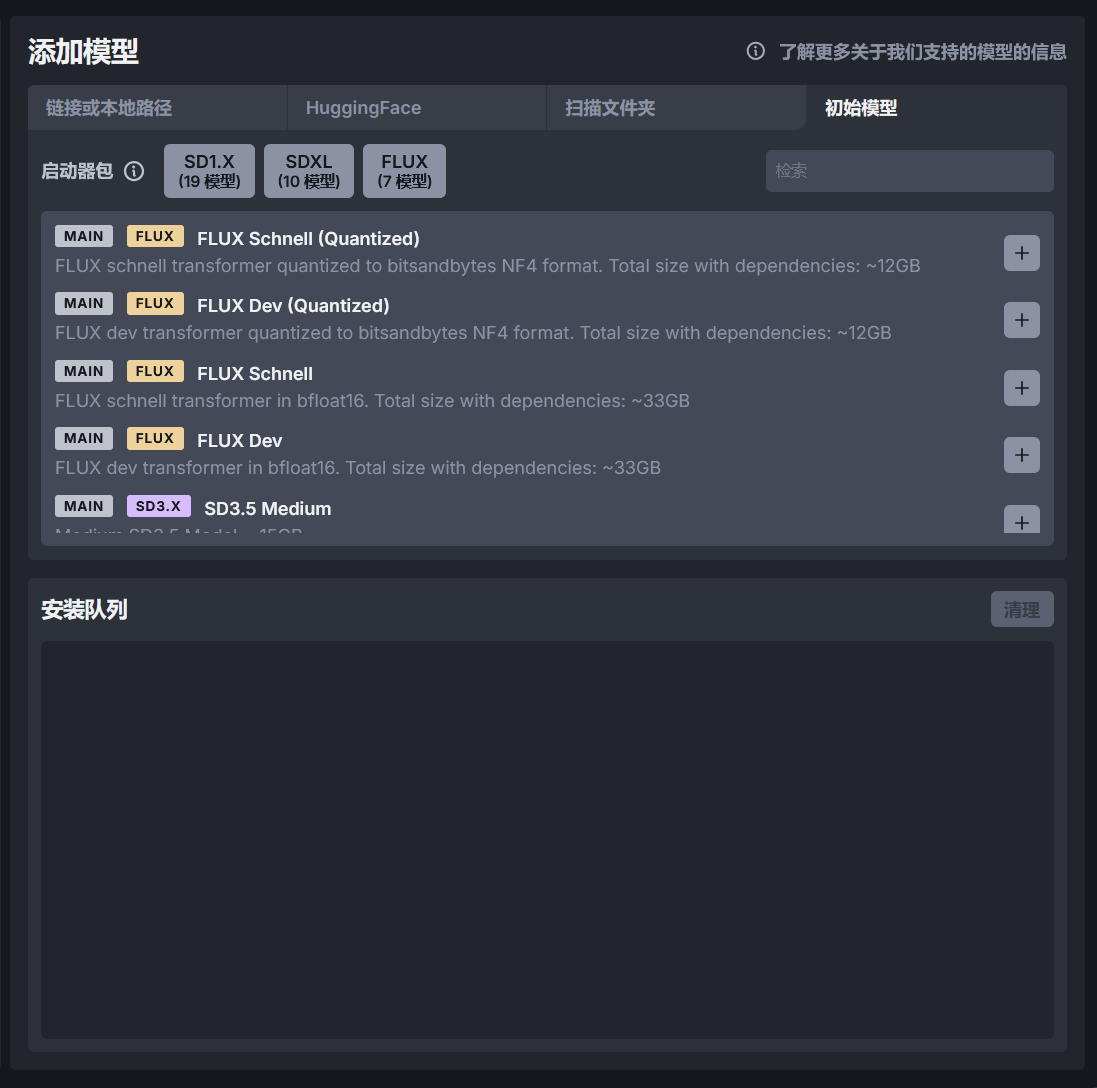 添加模型
了解更多关于我们支持的模型的信息
链接或本地路径
HuggingFace
扫描文件夹
初始模型
启动器包
SD1.X
(19 模型)
SDXL
(10 模型)
FLUX
(7 模型)
检索
MAIN FLUX FLUX Schnell (Quantized)
FLUX schnell transformer quantized to bitsandbytes NF4 format. Total size with dependencies: ~12GB
MAIN FLUX FLUX Dev (Quantized)
FLUX dev transformer quantized to bitsandbytes NF4 format. Total size with dependencies: ~12GB
MAIN FLUX FLUX Schnell
FLUX schnell transformer in bfloat16. Total size with dependencies: ~33GB
MAIN FLUX FLUX Dev
FLUX dev transformer in bfloat16. Total size with dependencies: ~33GB
MAIN SD3.X SD3.5 Medium
Medium SD3.5 Model: ~15GB
安装队列
清理